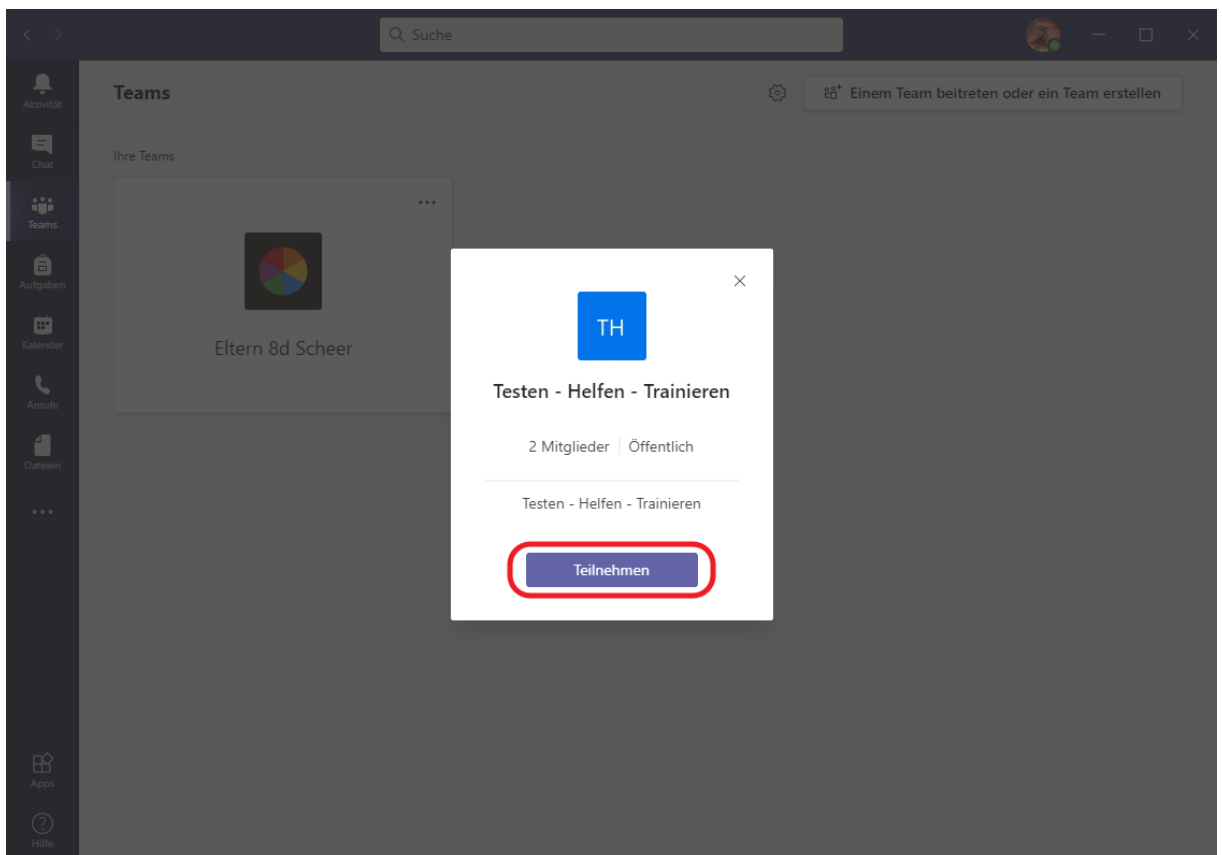 Suche
Aktivität
Chat
Teams
Aufgaben
Kalender
Anrufe
Dateien
Apps
Hilfe
Teams
Einem Team beitreten oder ein Team erstellen
Ihre Teams
Eltern 8d Scheer
TH
Testen - Helfen - Trainieren
2 Mitglieder Öffentlich
Testen - Helfen - Trainieren
Teilnehmen